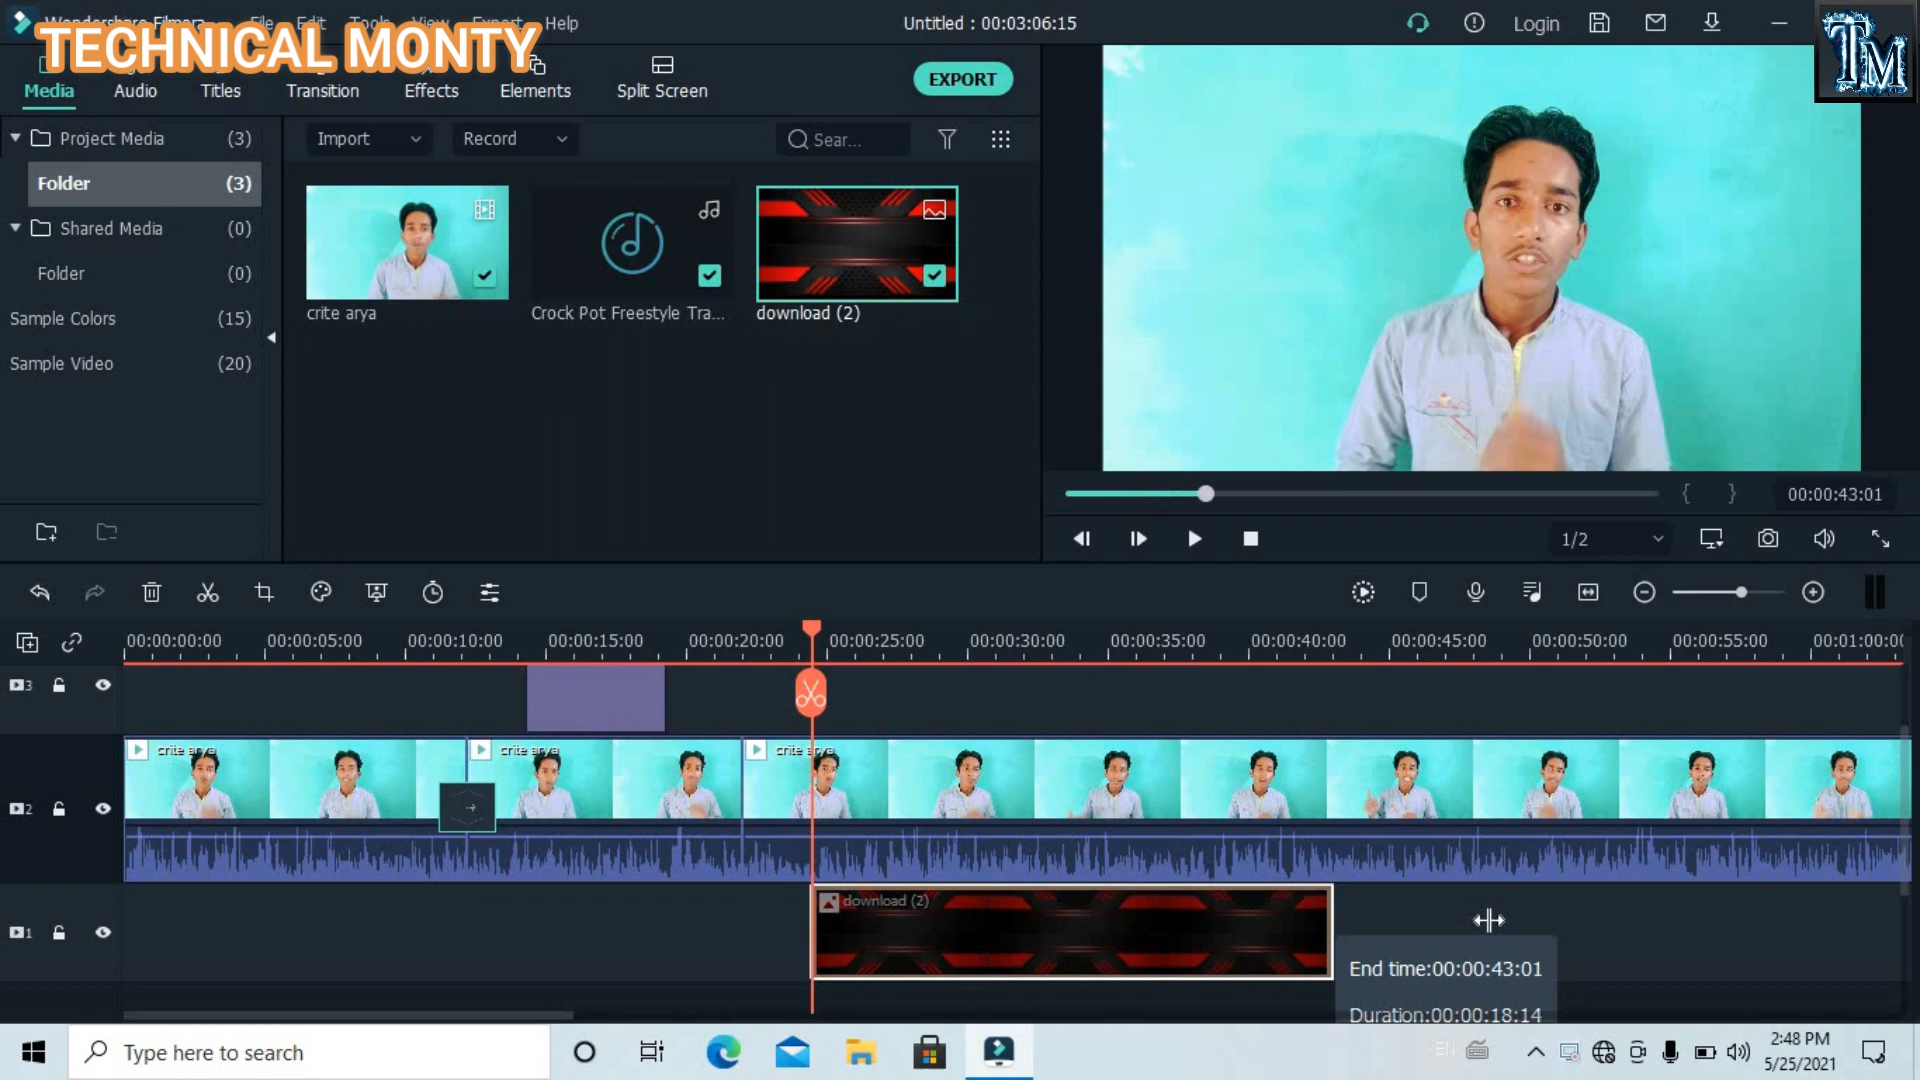 Wondershare Filmora File Edit Tools View Export Help
Untitled : 00:03:06:15
Login
TECHNICAL MONTY
TM
Media Audio Titles Transition Effects Elements Split Screen
EXPORT
Project Media (3)
Import Record Sear...
Folder (3)
Shared Media (0)
Folder (0)
Sample Colors (15)
Sample Video (20)
crite arya
Crock Pot Freestyle Tra...
download (2)
{ } 00:00:43:01
1/2
00:00:00:00 00:00:05:00 00:00:10:00 00:00:15:00 00:00:20:00 00:00:25:00 00:00:30:00 00:00:35:00 00:00:40:00 00:00:45:00 00:00:50:00 00:00:55:00 00:01:00:00
3
crite arya crite arya crite arya
2
download (2)
1
End time:00:00:43:01
Duration:00:00:18:14
Type here to search
EN
2:48 PM
5/25/2021